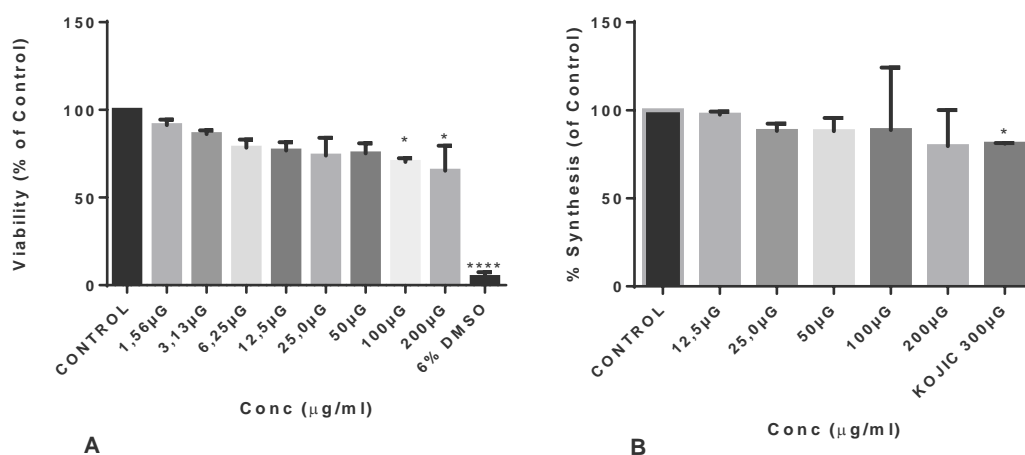 150
100
50
0
Viability (% of Control)
* *
****
CONTROL
1,56µG
3,13µG
6,25µG
12,5µG
25,0µG
50µG
100µG
200µG
6% DMSO
Conc (µg/ml)
A
150
100
50
0
% Synthesis (of Control)
*
CONTROL
12,5µG
25,0µG
50µG
100µG
200µG
KOJIC 300µG
Conc (µg/ml)
B